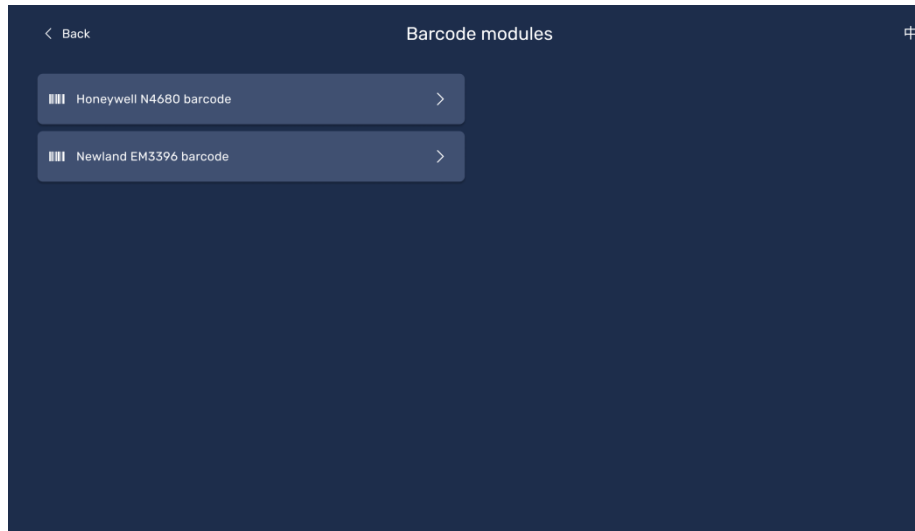 Back
Barcode modules
中
Honeywell N4680 barcode
Newland EM3396 barcode